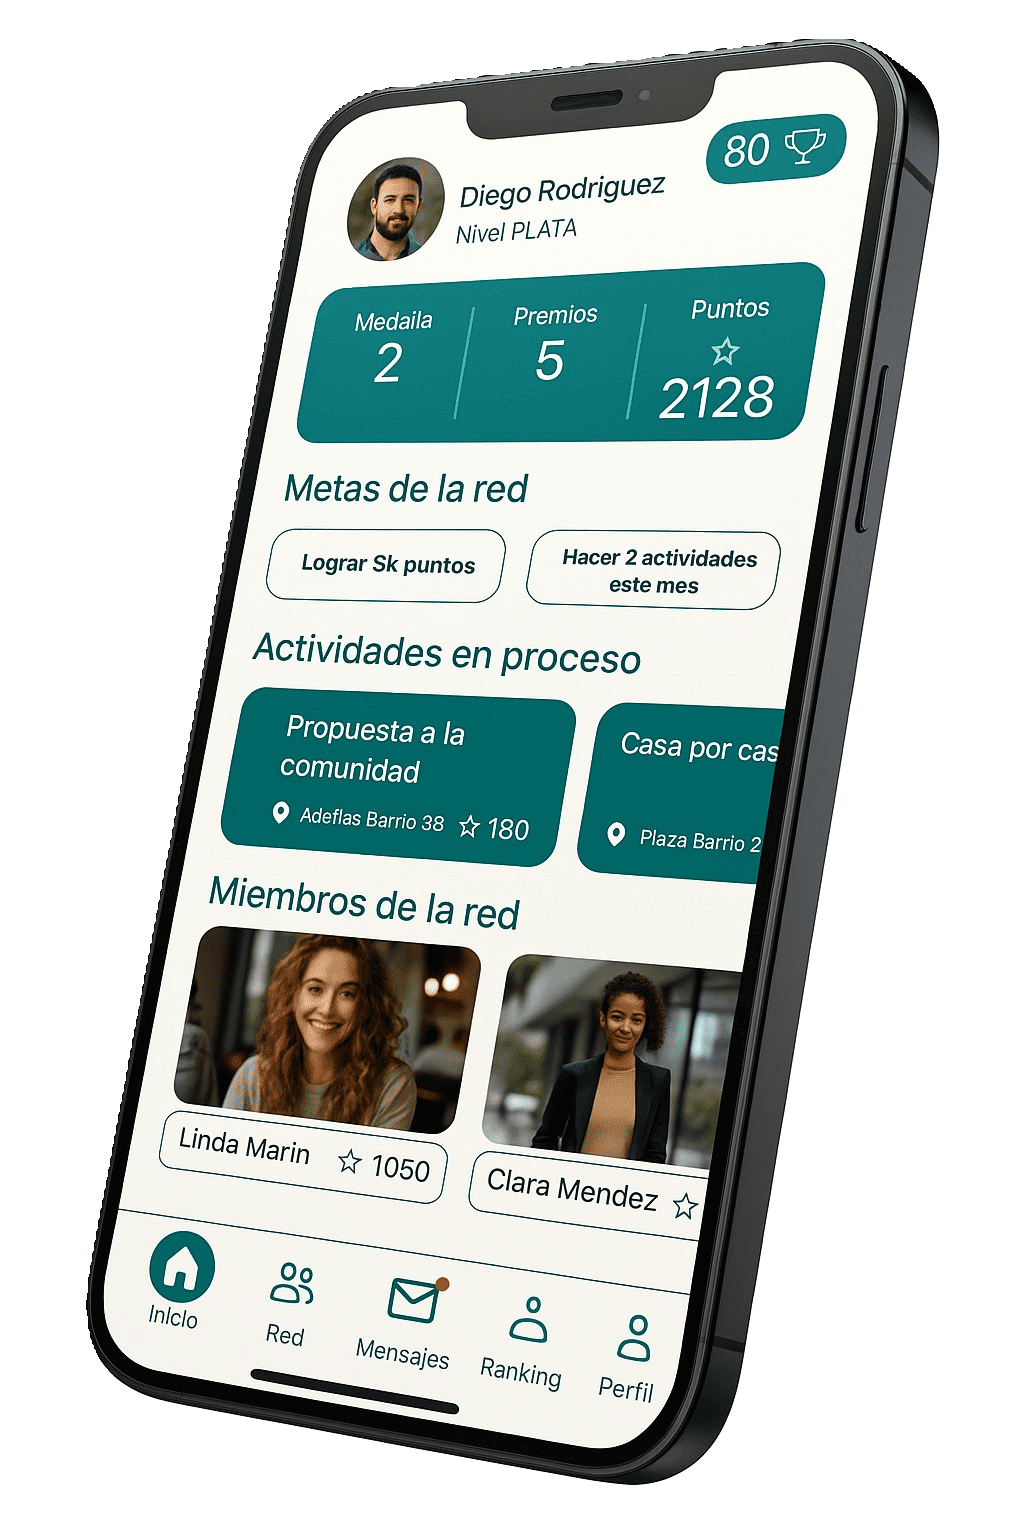 80
Diego Rodriguez
Nivel PLATA
Medaila
2
Premios
5
Puntos
2128
Metas de la red
Lograr Sk puntos
Hacer 2 actividades
este mes
Actividades en proceso
Propuesta a la
comunidad
Adeflas Barrio 38
180
Casa por cas
Plaza Barrio 2
Miembros de la red
Linda Marin
1050
Clara Mendez
Iniclo
Red
Mensajes
Ranking
Perfil